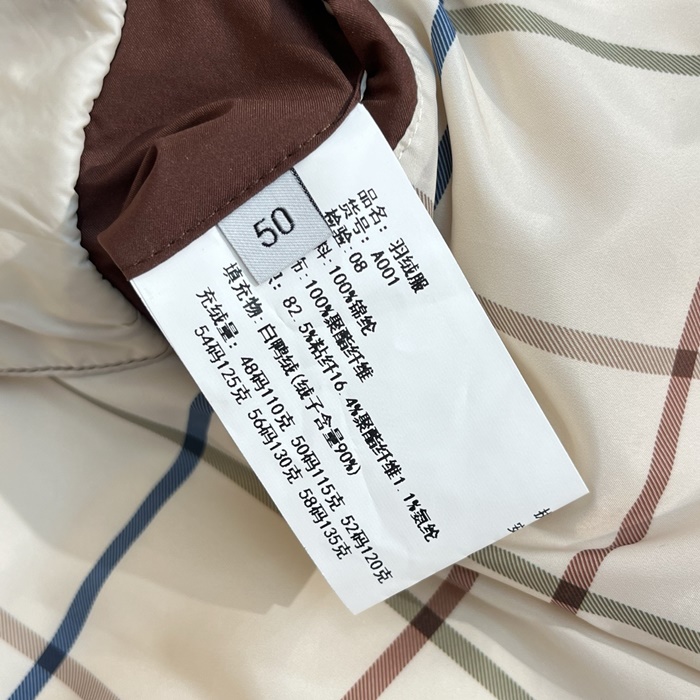 50
品名: 羽绒服
货号: A001
检验:08
料:100%锦纶
布:100%聚酯纤维
: 82.5%粘纤16.4%聚酯纤维1.1%氨纶
填充物:白鸭绒(绒子含量90%)
充绒量: 48码110克 50码115克 52码120克
54码125克 56码130克 58码135克